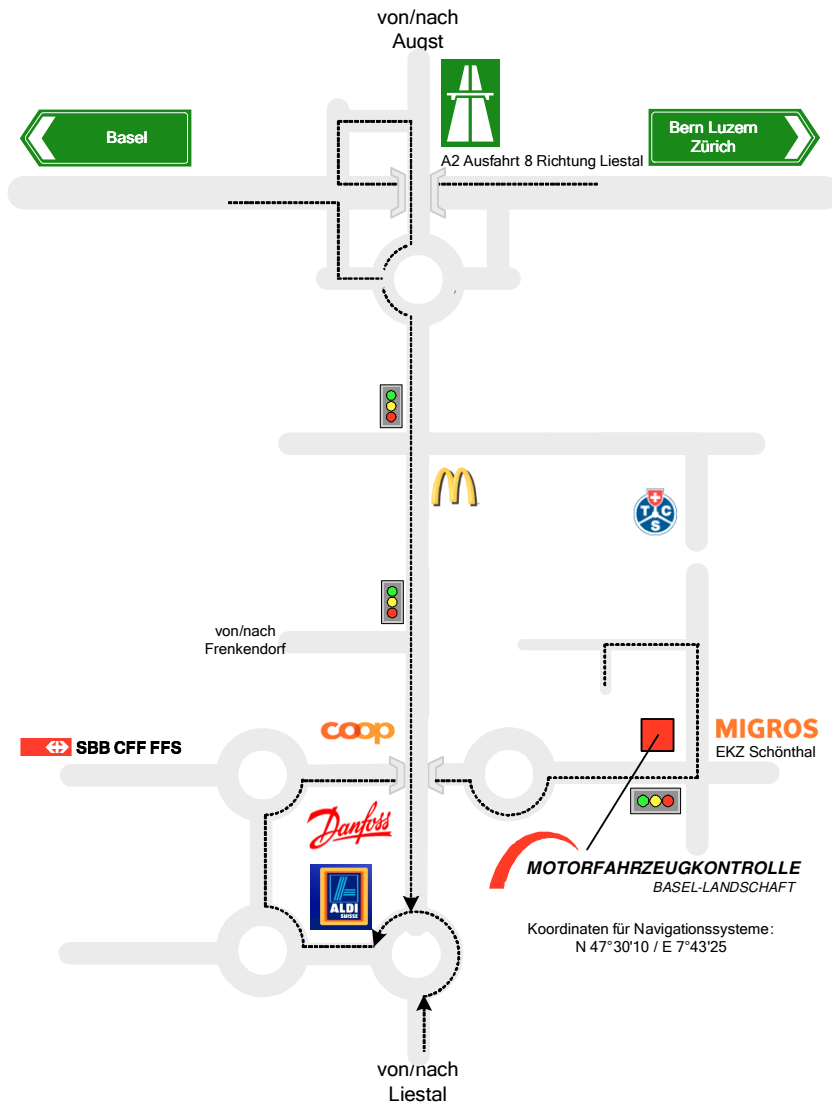 von/nach
Augst
Basel
Bern Luzern
Zürich
A2 Ausfahrt 8 Richtung Liestal
TCS
von/nach
Frenkendorf
coop
SBB CFF FFS
MIGROS
EKZ Schönthal
Danfoss
ALDI
SUISSE
MOTORFAHRZEUGKONTROLLE
BASEL-LANDSCHAFT
Koordinaten für Navigationssysteme:
N 47°30'10 / E 7°43'25
von/nach
Liestal